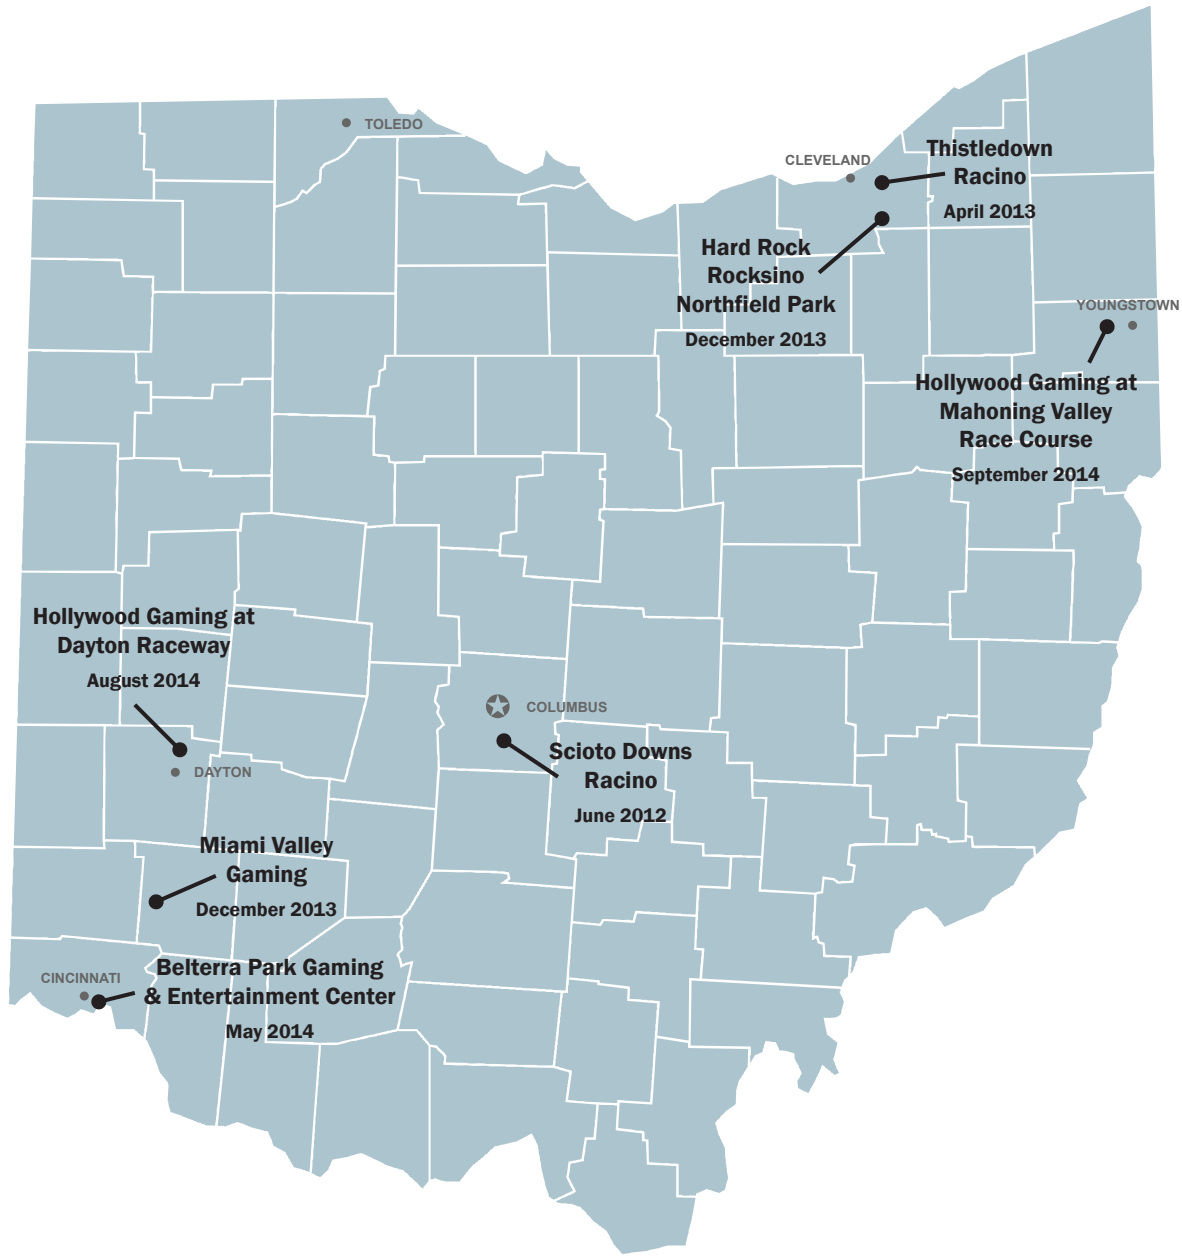 TOLEDO
CLEVELAND
Thistledown
Racino
April 2013
Hard Rock
Rocksino
Northfield Park
December 2013
YOUNGSTOWN
Hollywood Gaming at
Mahoning Valley
Race Course
September 2014
Hollywood Gaming at
Dayton Raceway
August 2014
COLUMBUS
Scioto Downs
Racino
June 2012
DAYTON
Miami Valley
Gaming
December 2013
CINCINNATI
Belterra Park Gaming
& Entertainment Center
May 2014